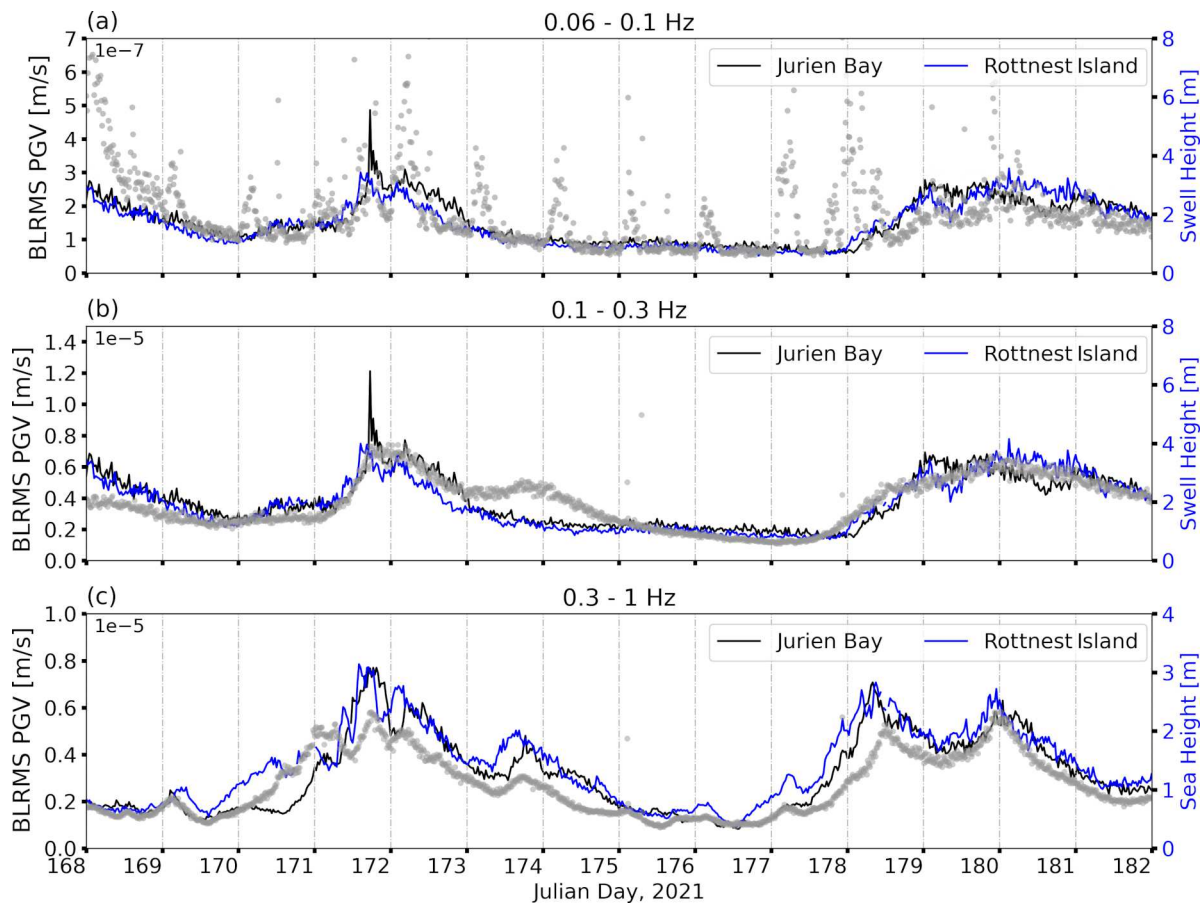 (a) 0.06 - 0.1 Hz
1e-7
7
6
5
4
3
2
1
0
BLRMS PGV [m/s]
Jurien Bay Rottnest Island
8
6
4
2
0
Swell Height [m]
(b) 0.1 - 0.3 Hz
1e-5
1.4
1.2
1.0
0.8
0.6
0.4
0.2
0.0
BLRMS PGV [m/s]
Jurien Bay Rottnest Island
8
6
4
2
0
Swell Height [m]
(c) 0.3 - 1 Hz
1e-5
1.0
0.8
0.6
0.4
0.2
0.0
BLRMS PGV [m/s]
Jurien Bay Rottnest Island
4
3
2
1
0
Sea Height [m]
168 169 170 171 172 173 174 175 176 177 178 179 180 181 182
Julian Day, 2021